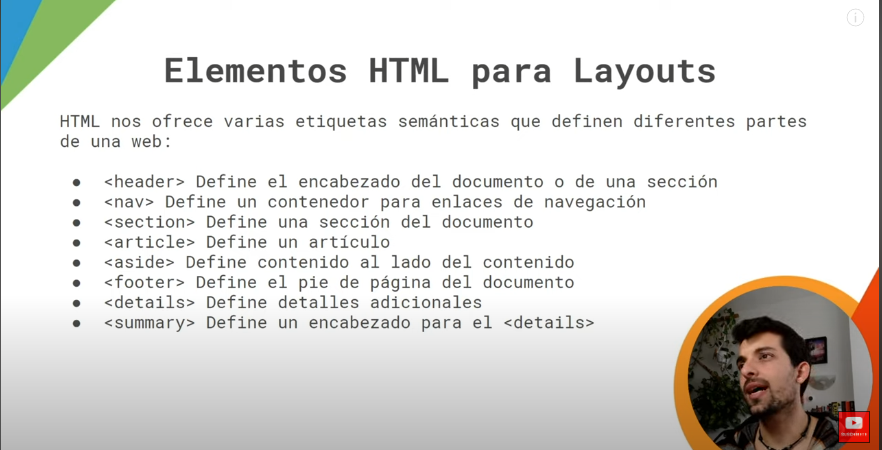 Elementos HTML para Layouts
HTML nos ofrece varias etiquetas semánticas que definen diferentes partes
de una web:
● <header> Define el encabezado del documento o de una sección
● <nav> Define un contenedor para enlaces de navegación
● <section> Define una sección del documento
● <article> Define un artículo
● <aside> Define contenido al lado del contenido
● <footer> Define el pie de página del documento
● <details> Define detalles adicionales
● <summary> Define un encabezado para el <details>